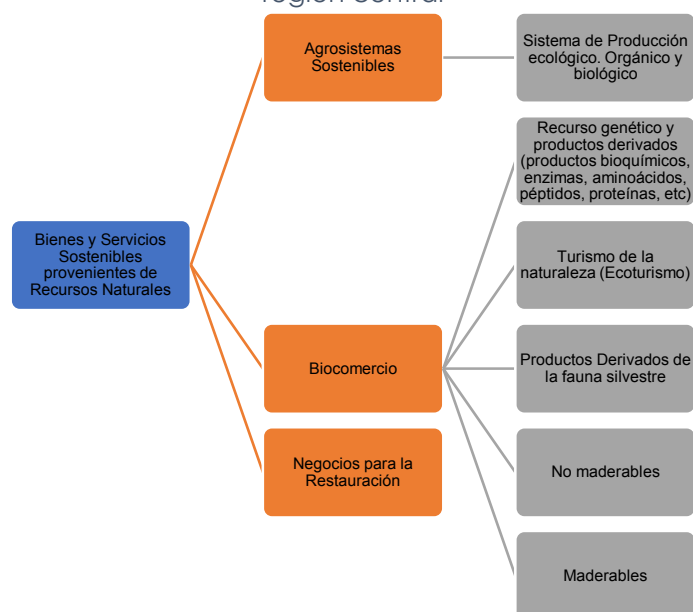 región central
Agrosistemas
Sostenibles
Sistema de Producción
ecológico. Orgánico y
biológico
Recurso genético y
productos derivados
(productos bioquímicos,
enzimas, aminoácidos,
péptidos, proteínas, etc)
Bienes y Servicios
Sostenibles
provenientes de
Recursos Naturales
Turismo de la
naturaleza (Ecoturismo)
Biocomercio
Productos Derivados de
la fauna silvestre
Negocios para la
Restauración
No maderables
Maderables